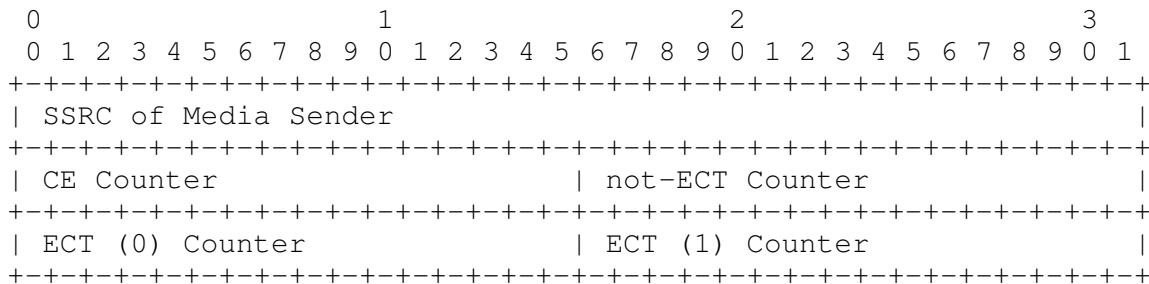 0                   1                   2                   3
 0 1 2 3 4 5 6 7 8 9 0 1 2 3 4 5 6 7 8 9 0 1 2 3 4 5 6 7 8 9 0 1
+-+-+-+-+-+-+-+-+-+-+-+-+-+-+-+-+-+-+-+-+-+-+-+-+-+-+-+-+-+-+-+-+
| SSRC of Media Sender                                          |
+-+-+-+-+-+-+-+-+-+-+-+-+-+-+-+-+-+-+-+-+-+-+-+-+-+-+-+-+-+-+-+-+
| CE Counter                    | not-ECT Counter               |
+-+-+-+-+-+-+-+-+-+-+-+-+-+-+-+-+-+-+-+-+-+-+-+-+-+-+-+-+-+-+-+-+
| ECT (0) Counter               | ECT (1) Counter               |
+-+-+-+-+-+-+-+-+-+-+-+-+-+-+-+-+-+-+-+-+-+-+-+-+-+-+-+-+-+-+-+-+